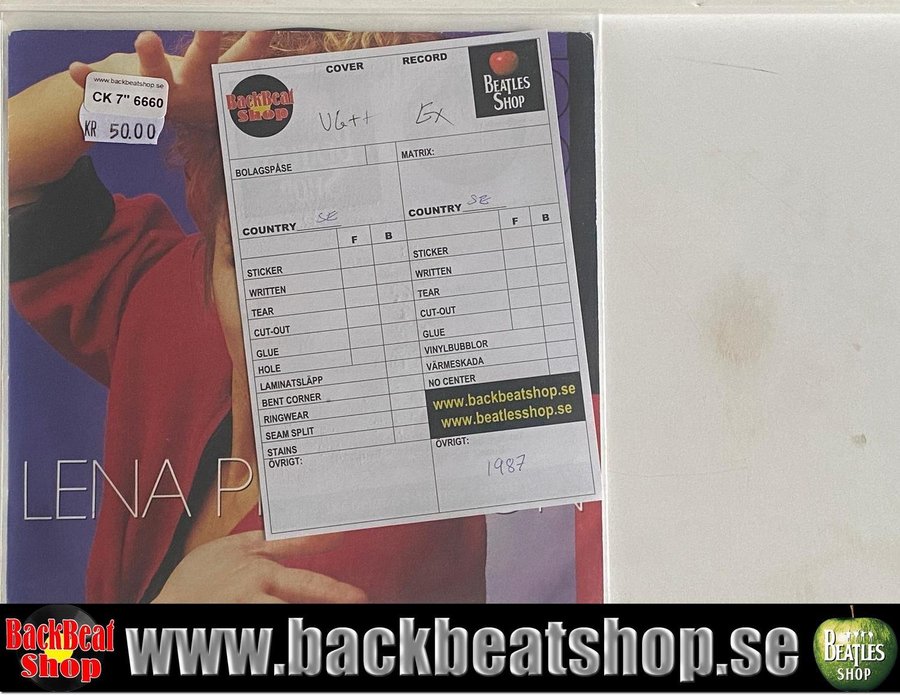 www.backbeatshop.se
CK 7" 6660
KR 50.00
COVER RECORD
BackBeat
Shop
BEATLES
SHOP
VG++ Ex
BOLAGSPÅSE
MATRIX:
COUNTRY SE
COUNTRY SE
F B
F B
STICKER
WRITTEN
TEAR
CUT-OUT
GLUE
HOLE
LAMINATSLÄPP
BENT CORNER
RINGWEAR
SEAM SPLIT
STAINS
ÖVRIGT:
STICKER
WRITTEN
TEAR
CUT-OUT
GLUE
VINYLBUBBLOR
VÄRMESKADA
NO CENTER
www.backbeatshop.se
www.beatlesshop.se
ÖVRIGT:
1987
LENA P
BackBeat
Shop
www.backbeatshop.se
BEATLES
SHOP